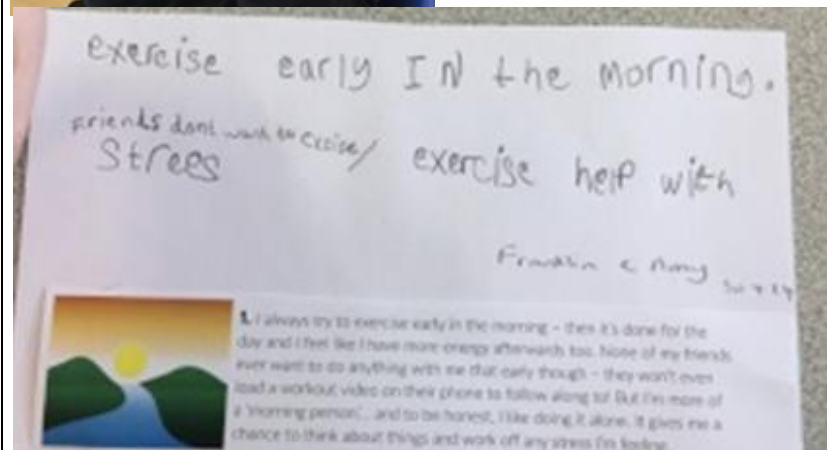 exercise early IN the morning.
friends dont want to exercise/ exercise help with
Strees
Franklin &
1. I always try to exercise early in the morning – then it's done for the
day and I feel like I have more energy afterwards too. None of my friends
ever want to do anything with me that early though – they won't even
load a workout video on their phone to follow along to! But I'm more of
a 'morning person'... and to be honest, I like doing it alone. It gives me a
chance to think about things and work off any stress I'm feeling.